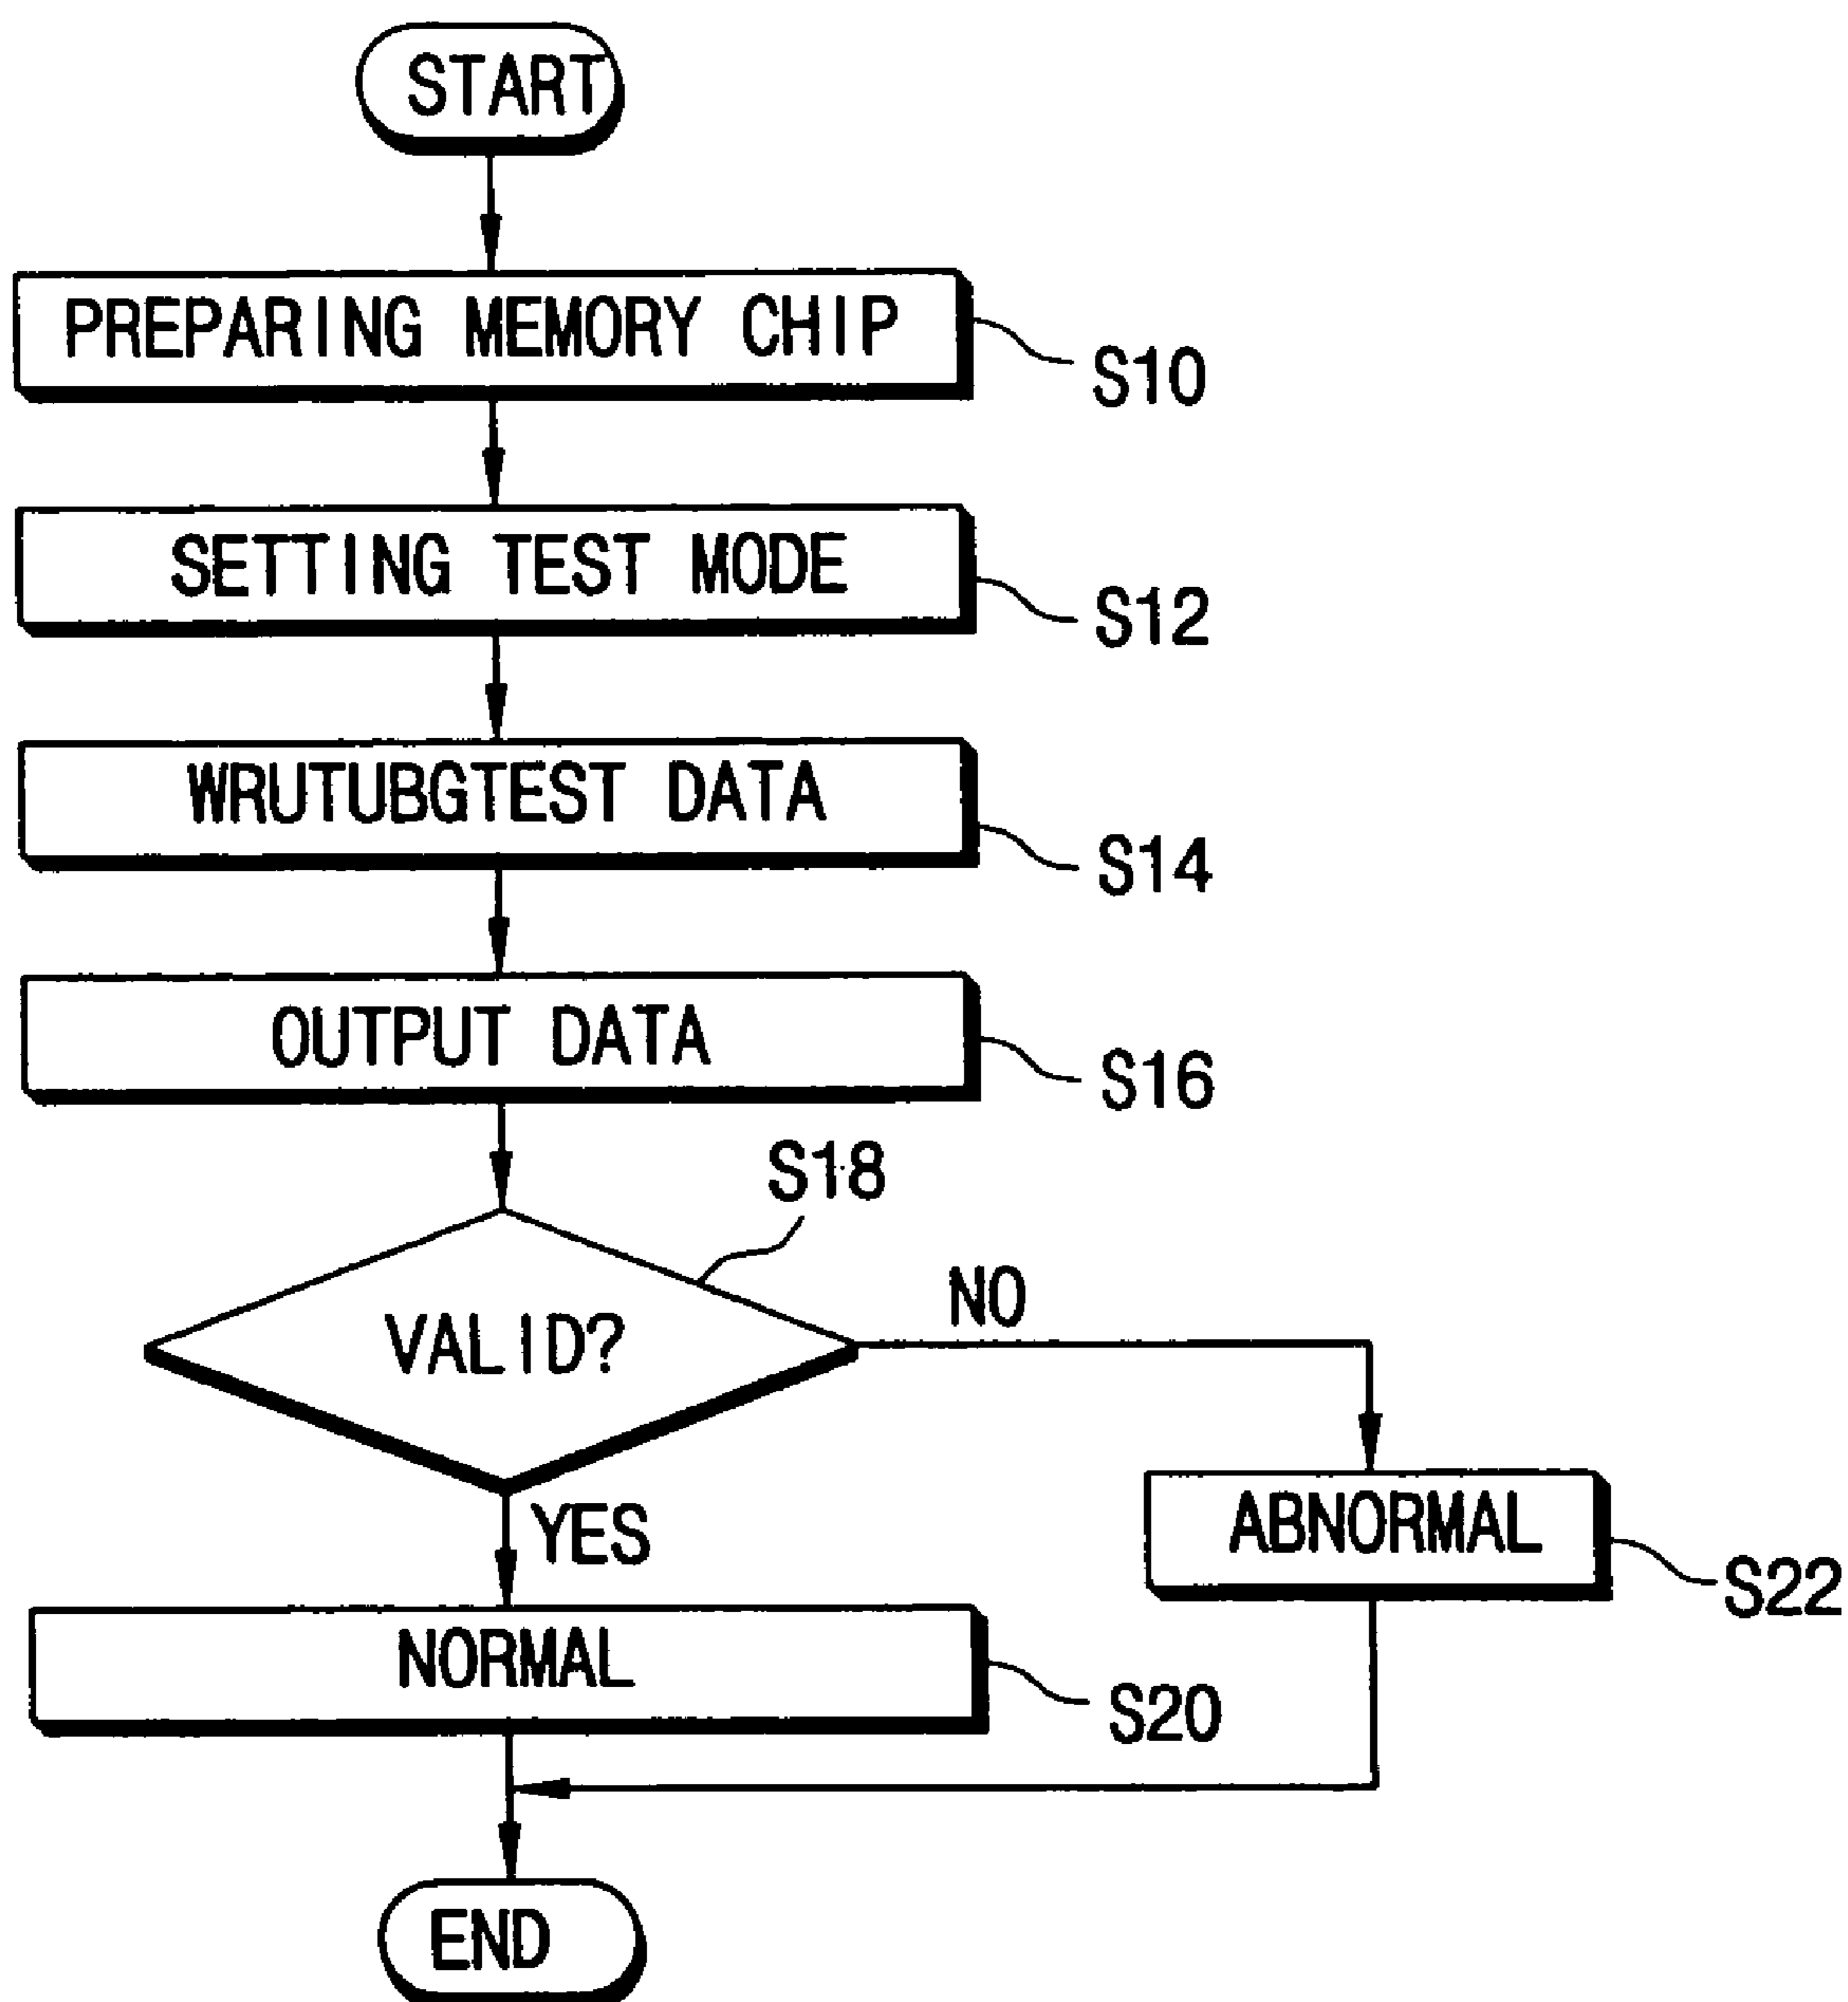 START
PREPARING MEMORY CHIP
S10
SETTING TEST MODE
S12
WRUTUBGTEST DATA
S14
OUTPUT DATA
S16
S18
VALID?
NO
YES
ABNORMAL
S22
NORMAL
S20
END